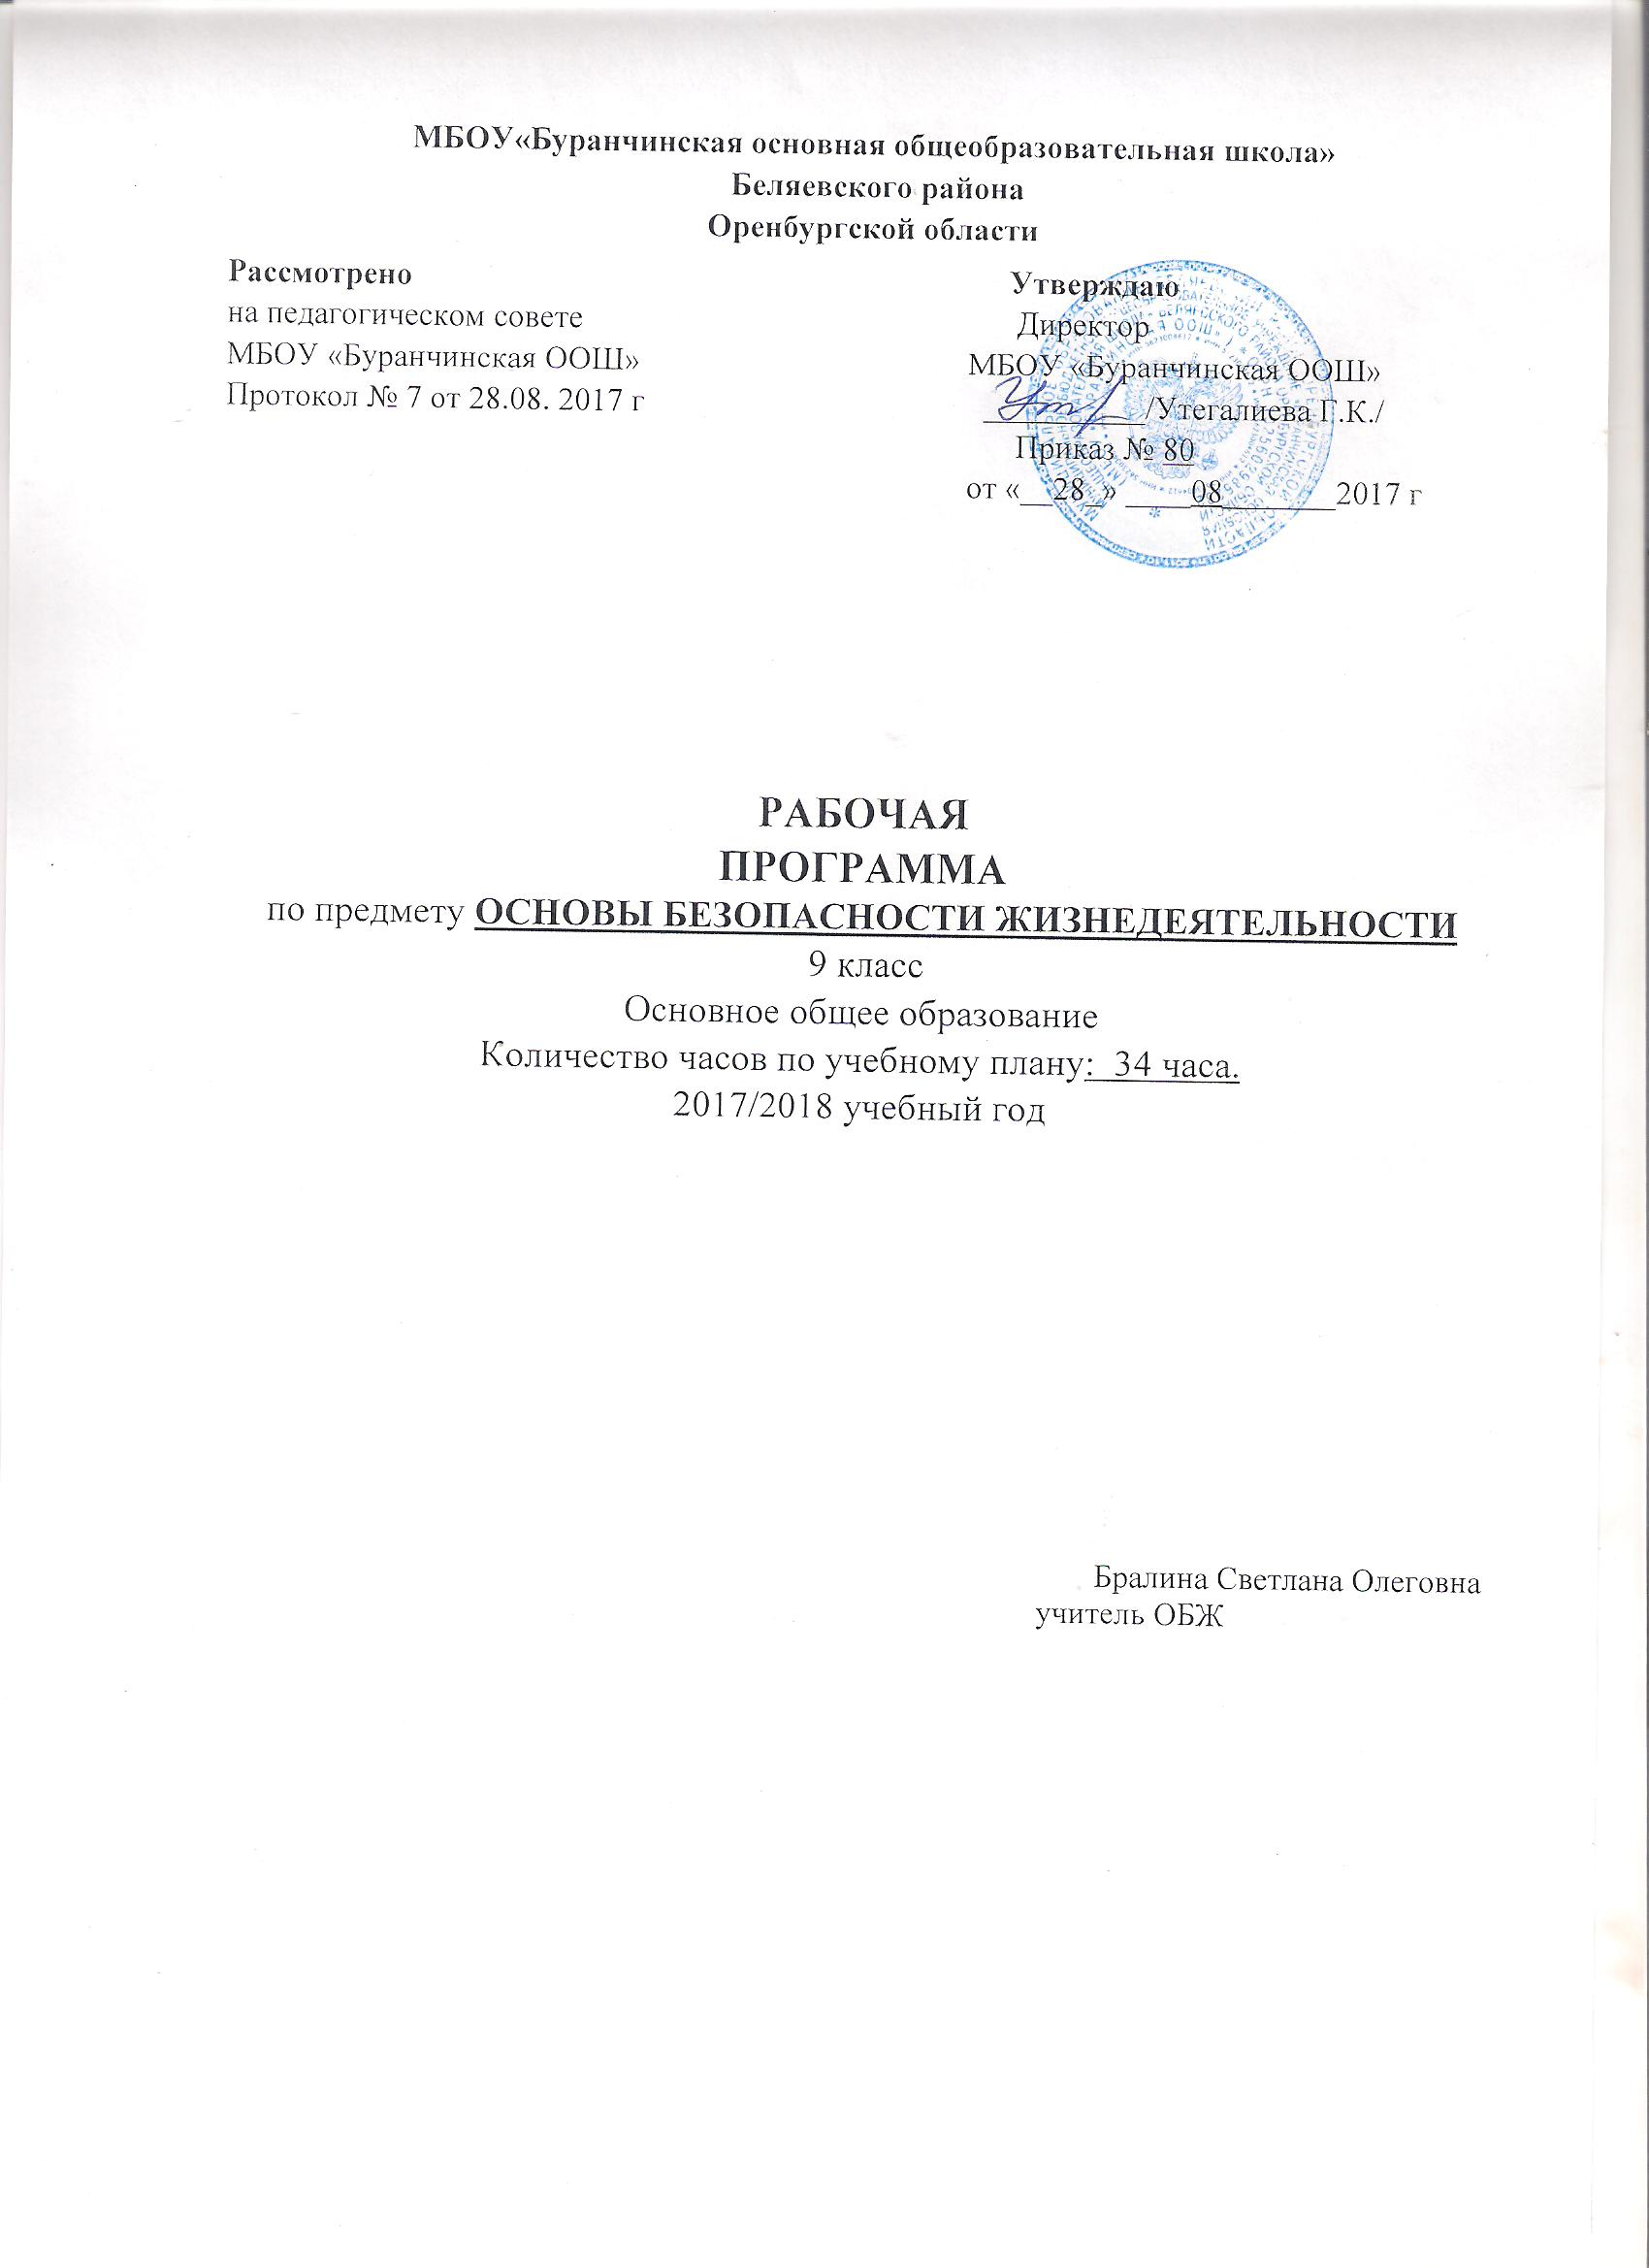 МБОУ«Буранчинская основная общеобразовательная школа»
Беляевского района
Оренбургской области
Рассмотрено
на педагогическом совете
МБОУ «Буранчинская ООШ»
Протокол № 7 от 28.08. 2017 г
Утверждаю
Директор
МБОУ «Буранчинская ООШ»
__________/Утегалиева Г.К./
Приказ № 80
от «__28_» ____08_______2017 г
РАБОЧАЯ
ПРОГРАММА
по предмету ОСНОВЫ БЕЗОПАСНОСТИ ЖИЗНЕДЕЯТЕЛЬНОСТИ
9 класс
Основное общее образование
Количество часов по учебному плану:  34 часа.
2017/2018 учебный год
Бралина Светлана Олеговна
учитель ОБЖ